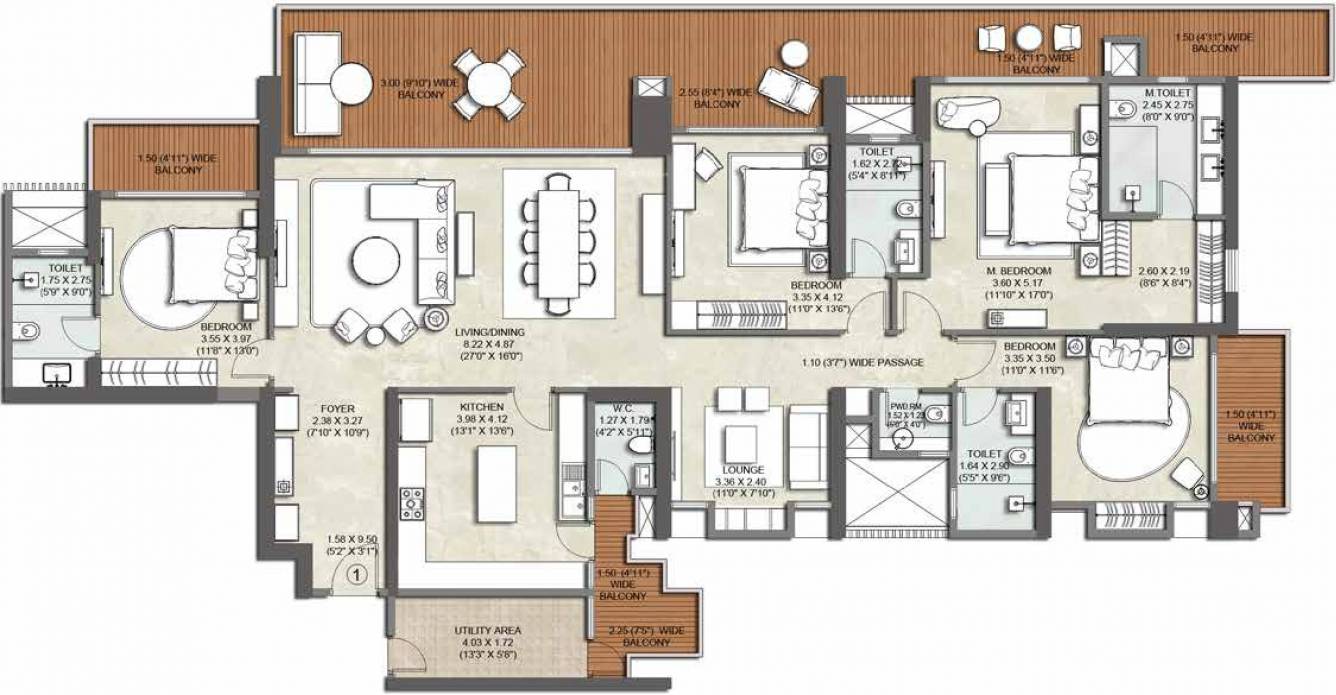 1.50 (4'11") WIDE
BALCONY
3.00 (9'10") WIDE
BALCONY
2.55 (8'4") WIDE
BALCONY
1.50 (4'11") WIDE
BALCONY
1.50 (4'11") WIDE
BALCONY
M.TOILET
2.45 X 2.75
(8'0" X 9'0")
TOILET
1.62 X 2.72
(5'4" X 8'11")
TOILET
1.75 X 2.75
(5'9" X 9'0")
BEDROOM
3.55 X 3.97
(11'8" X 13'0")
LIVING/DINING
8.22 X 4.87
(27'0" X 16'0")
BEDROOM
3.35 X 4.12
(11'0" X 13'6")
M. BEDROOM
3.60 X 5.17
(11'10" X 17'0")
2.60 X 2.19
(8'6" X 8'4")
1.10 (3'7") WIDE PASSAGE
BEDROOM
3.35 X 3.50
(11'0" X 11'6")
FOYER
2.38 X 3.27
(7'10" X 10'9")
KITCHEN
3.98 X 4.12
(13'1" X 13'6")
W.C.
1.27 X 1.79
(4'2" X 5'11")
LOUNGE
3.36 X 2.40
(11'0" X 7'10")
PWD.RM
1.52 X 1.23
(5'0" X 4'0")
TOILET
1.64 X 2.90
(5'5" X 9'6")
1.50 (4'11")
WIDE
BALCONY
1.58 X 9.50
(5'2" X 3'1")
1
1.50 (4'11")
WIDE
BALCONY
2.25 (7'5") WIDE
BALCONY
UTILITY AREA
4.03 X 1.72
(13'3" X 5'8")